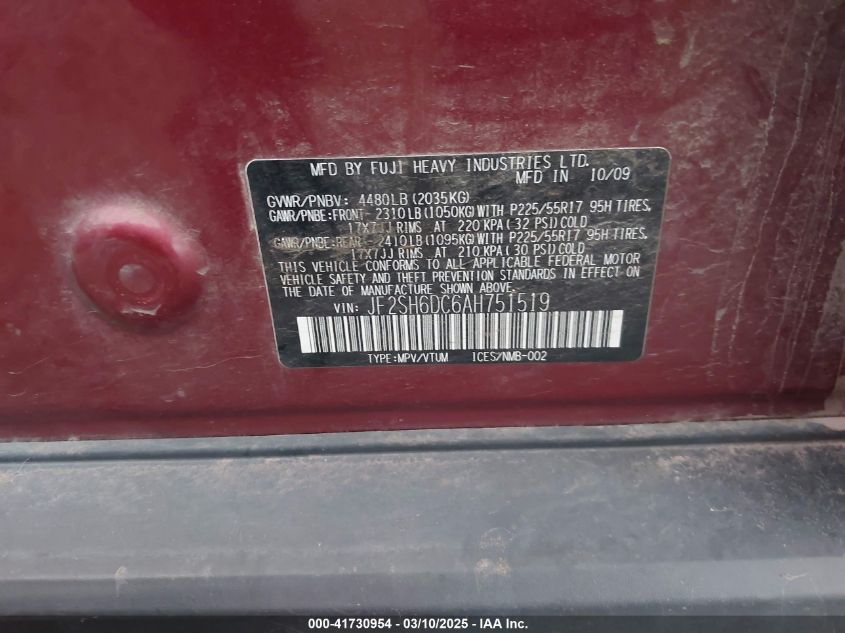 MFD BY FUJI HEAVY INDUSTRIES LTD.
MFD IN 10/09
GVWR/PNBV: 4480LB (2035KG)
GAWR/PNBE:FRONT 2310LB(1050KG)WITH P225/55R17 95H TIRES,
17X7JJ RIMS AT 220 KPA(32 PSI)COLD
GAWR/PNBE:REAR 2410LB(1095KG)WITH P225/55R17 95H TIRES,
17X7JJ RIMS AT 210 KPA(30 PSI)COLD
THIS VEHICLE CONFORMS TO ALL APPLICABLE FEDERAL MOTOR
VEHICLE SAFETY AND THEFT PREVENTION STANDARDS IN EFFECT ON
THE DATE OF MANUFACTURE SHOWN ABOVE.
VIN: JF2SH6DC6AH751519
TYPE:MPV/VTUM ICES/NMB-002
000-41730954 - 03/10/2025 - IAA Inc.